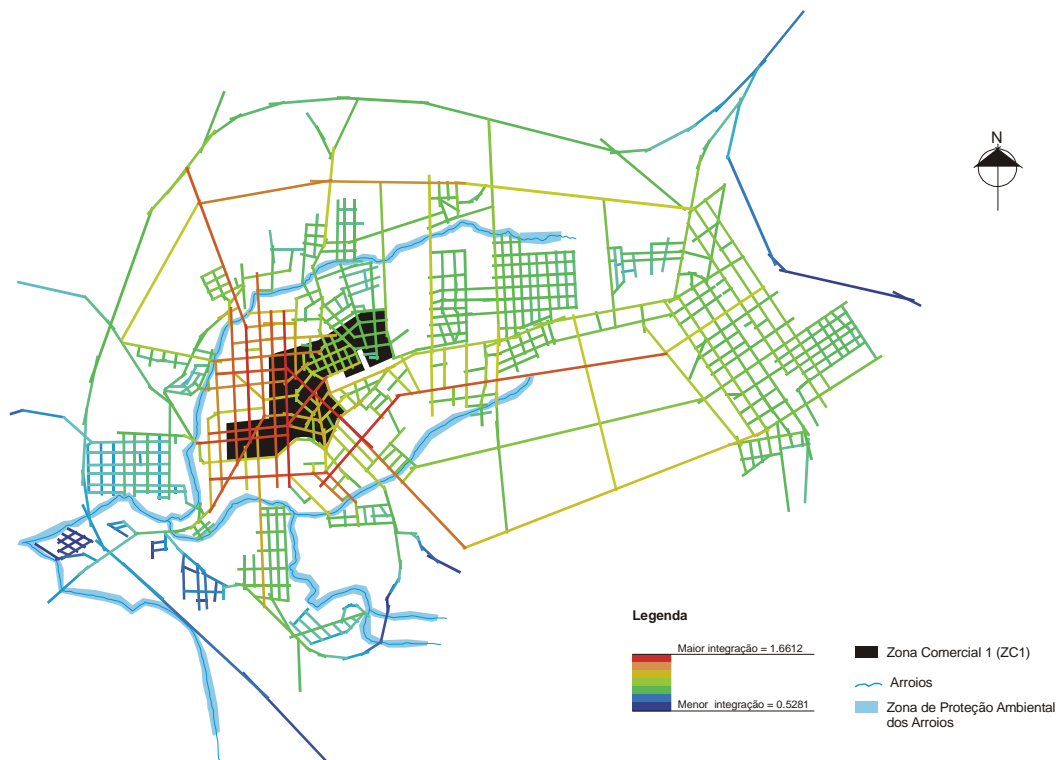 N
Legenda
Maior integração = 1.6612
Menor integração = 0.5281
Zona Comercial 1 (ZC1)
Arroios
Zona de Proteção Ambiental
dos Arroios